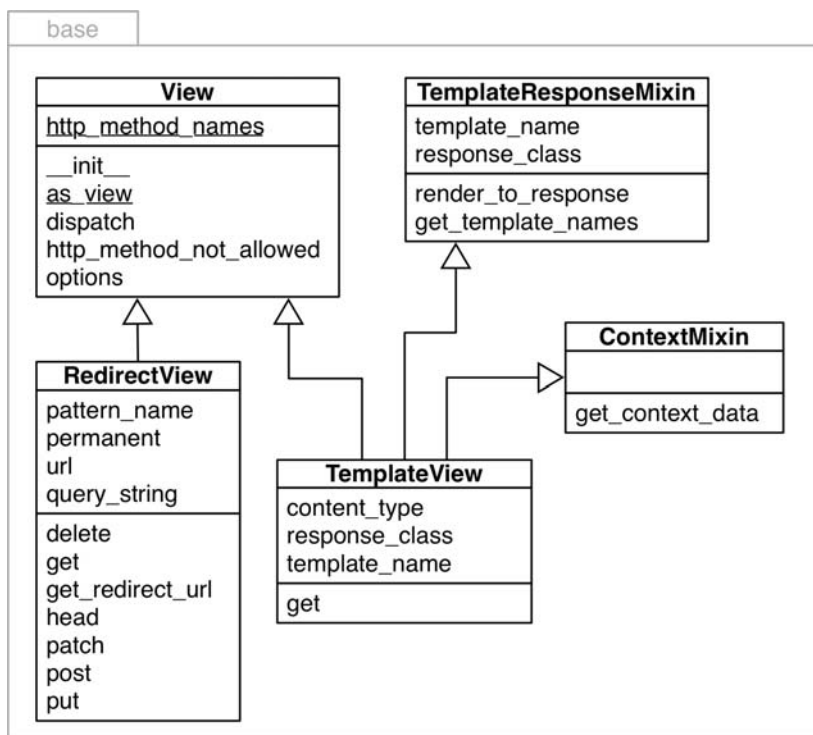 base
View
http_method_names
__init__
as_view
dispatch
http_method_not_allowed
options
TemplateResponseMixin
template_name
response_class
render_to_response
get_template_names
ContextMixin
get_context_data
RedirectView
pattern_name
permanent
url
query_string
delete
get
get_redirect_url
head
patch
post
put
TemplateView
content_type
response_class
template_name
get